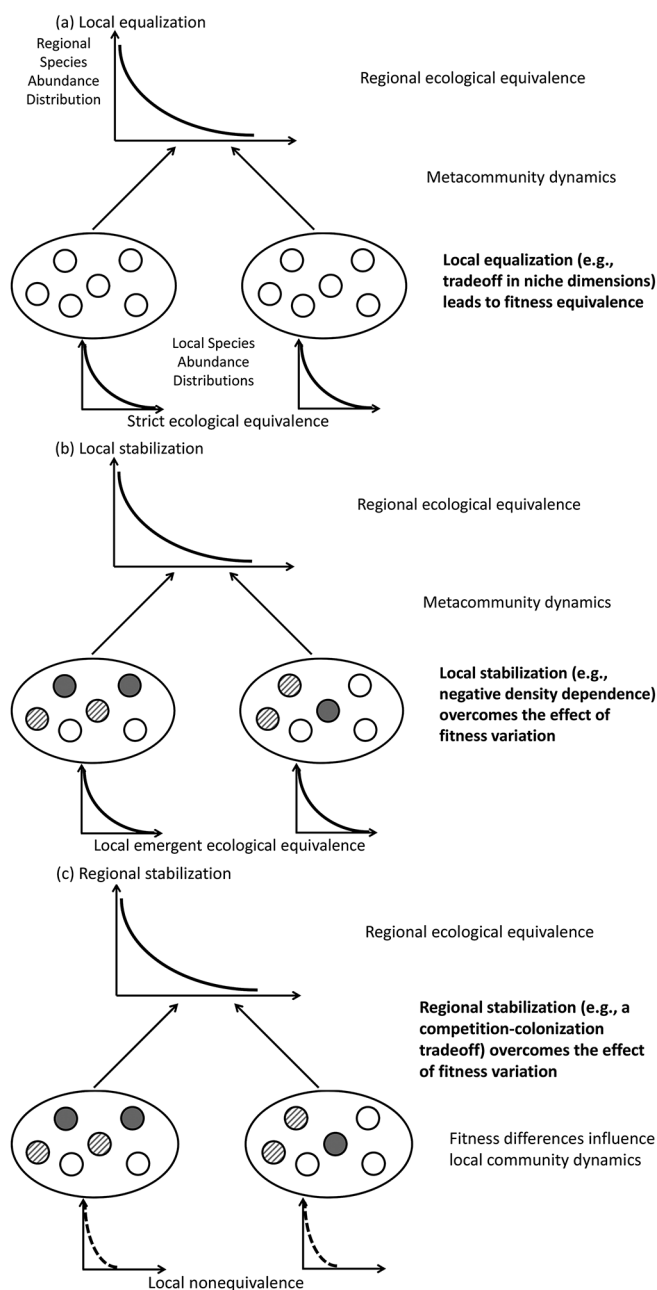 (a) Local equalization
Regional
Species
Abundance
Distribution
Regional ecological equivalence
Metacommunity dynamics
Local equalization (e.g.,
tradeoff in niche dimensions)
leads to fitness equivalence
Local Species
Abundance
Distributions
Strict ecological equivalence
(b) Local stabilization
Regional ecological equivalence
Metacommunity dynamics
Local stabilization (e.g.,
negative density dependence)
overcomes the effect of
fitness variation
Local emergent ecological equivalence
(c) Regional stabilization
Regional ecological equivalence
Regional stabilization (e.g., a
competition-colonization
tradeoff) overcomes the effect
of fitness variation
Fitness differences influence
local community dynamics
Local nonequivalence